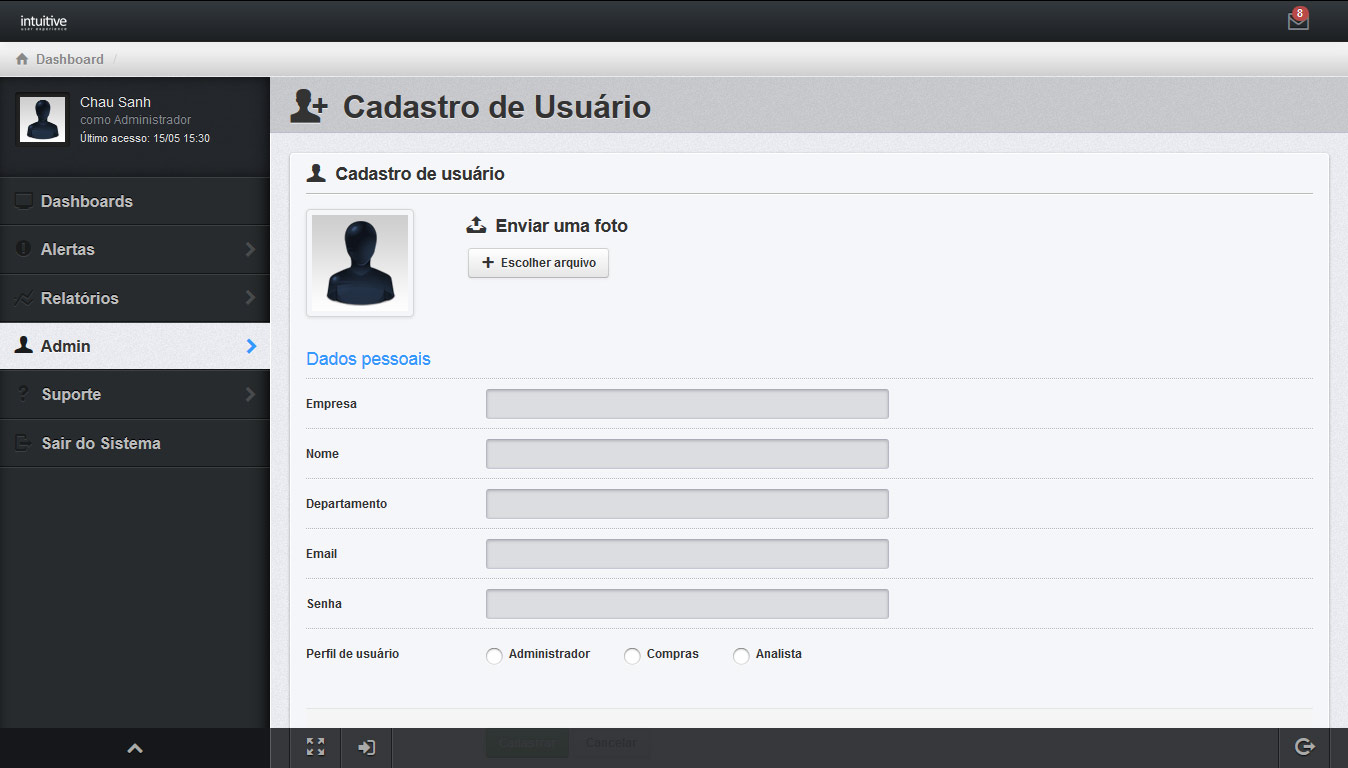 intuitive
user experience
8
Dashboard /
Chau Sanh
como Administrador
Último acesso: 15/05 15:30
Dashboards
Alertas
Relatórios
Admin
Suporte
Sair do Sistema
Cadastro de Usuário
Cadastro de usuário
Enviar uma foto
+ Escolher arquivo
Dados pessoais
Empresa
Nome
Departamento
Email
Senha
Perfil de usuário Administrador Compras Analista
Cadastrar Cancelar